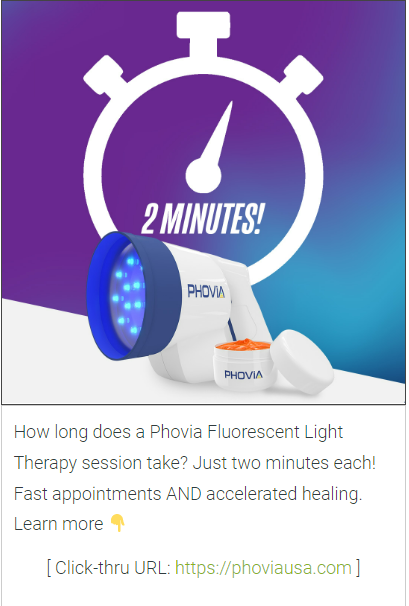 2 MINUTES!
PHOVIA
PHOVIA
How long does a Phovia Fluorescent Light
Therapy session take? Just two minutes each!
Fast appointments AND accelerated healing.
Learn more 👇
[ Click-thru URL: https://phoviausa.com ]